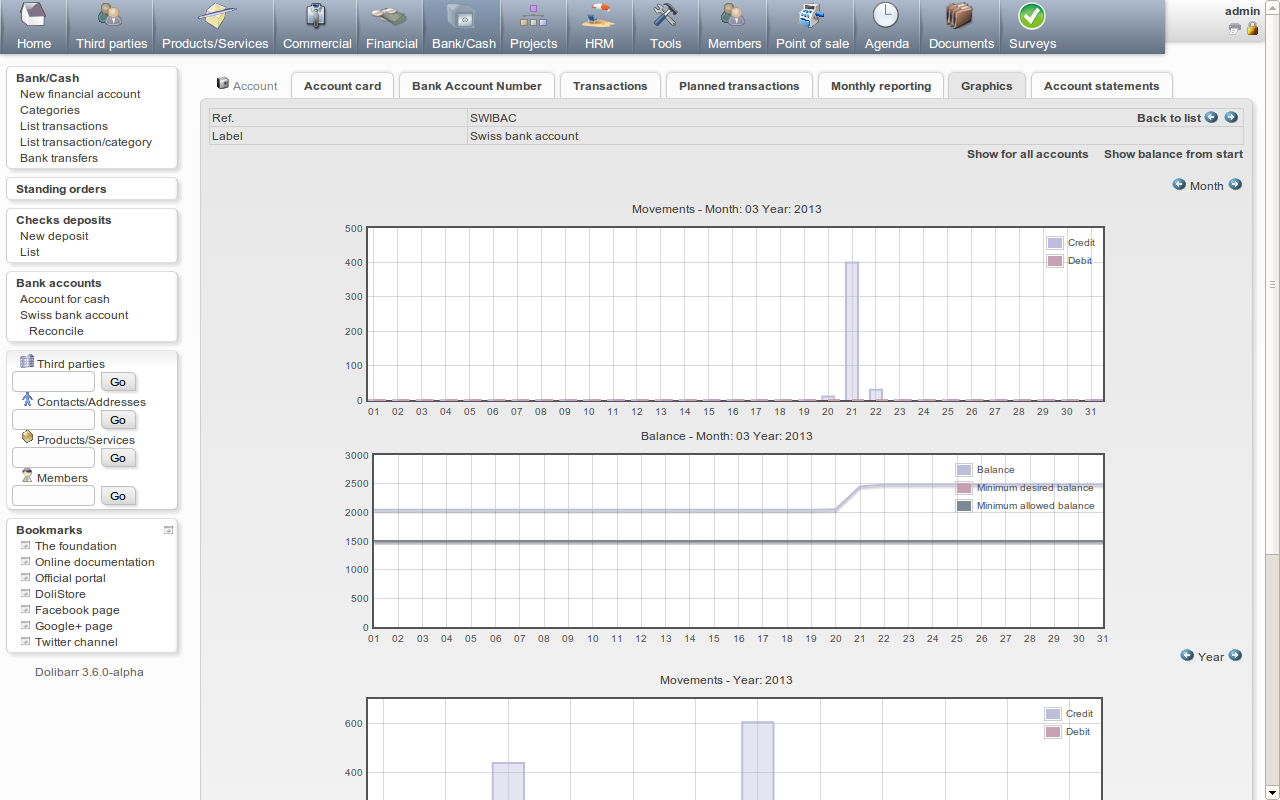 Home Third parties Products/Services Commercial Financial Bank/Cash Projects HRM Tools Members Point of sale Agenda Documents Surveys
admin
Bank/Cash
New financial account
Categories
List transactions
List transaction/category
Bank transfers
Standing orders
Checks deposits
New deposit
List
Bank accounts
Account for cash
Swiss bank account
Reconcile
Third parties
Go
Contacts/Addresses
Go
Products/Services
Go
Members
Go
Bookmarks
The foundation
Online documentation
Official portal
DoliStore
Facebook page
Google+ page
Twitter channel
Dolibarr 3.6.0-alpha
Account Account card Bank Account Number Transactions Planned transactions Monthly reporting Graphics Account statements
Ref. SWIBAC Back to list
Label Swiss bank account
Show for all accounts Show balance from start
Month
Movements - Month: 03 Year: 2013
500
400
300
200
100
0
Credit
Debit
01 02 03 04 05 06 07 08 09 10 11 12 13 14 15 16 17 18 19 20 21 22 23 24 25 26 27 28 29 30 31
Balance - Month: 03 Year: 2013
3000
2500
2000
1500
1000
500
0
Balance
Minimum desired balance
Minimum allowed balance
01 02 03 04 05 06 07 08 09 10 11 12 13 14 15 16 17 18 19 20 21 22 23 24 25 26 27 28 29 30 31
Year
Movements - Year: 2013
600
400
Credit
Debit